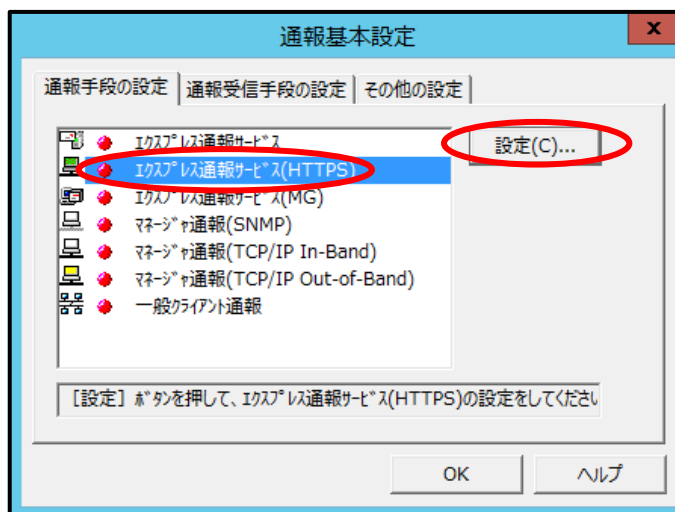 通報基本設定
x
通報手段の設定 通報受信手段の設定 その他の設定
ｴｸｽﾌﾟﾚｽ通報ｻｰﾋﾞｽ
設定(C)...
ｴｸｽﾌﾟﾚｽ通報ｻｰﾋﾞｽ(HTTPS)
ｴｸｽﾌﾟﾚｽ通報ｻｰﾋﾞｽ(MG)
ﾏﾈｰｼﾞｬ通報(SNMP)
ﾏﾈｰｼﾞｬ通報(TCP/IP In-Band)
ﾏﾈｰｼﾞｬ通報(TCP/IP Out-of-Band)
一般ｸﾗｲｱﾝﾄ通報
［設定］ﾎﾞﾀﾝを押して、ｴｸｽﾌﾟﾚｽ通報ｻｰﾋﾞｽ(HTTPS)の設定をしてください
OK ヘルプ